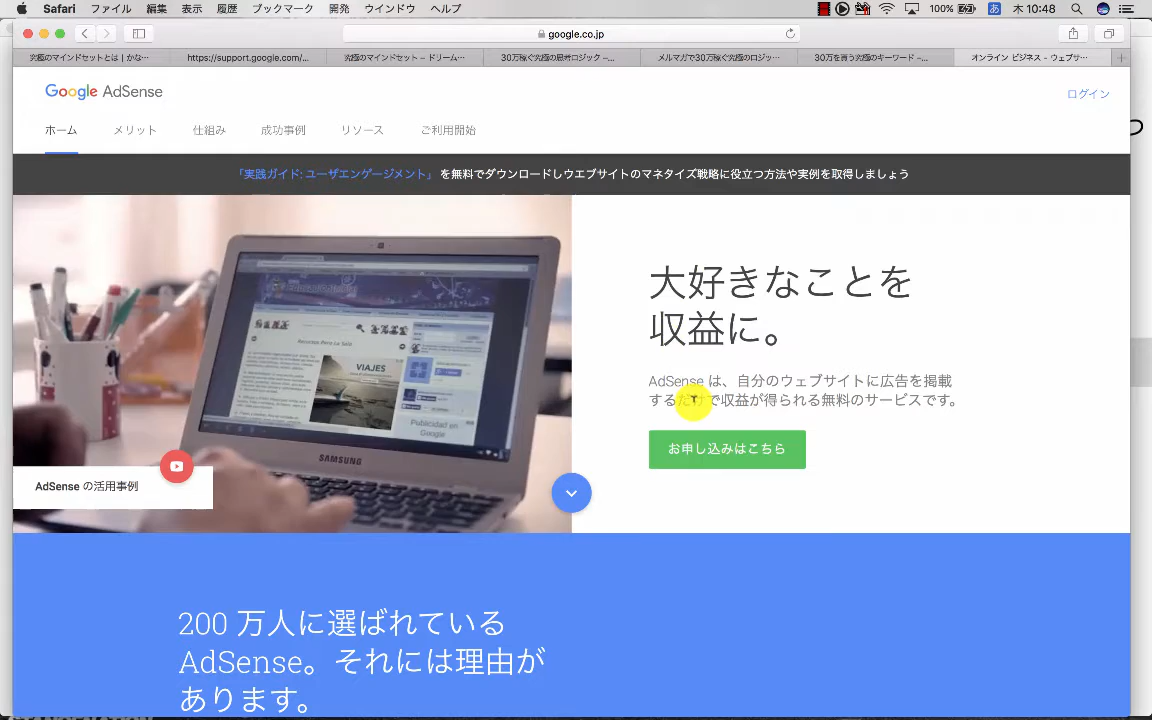 Safari ファイル 編集 表示 履歴 ブックマーク 開発 ウインドウ ヘルプ 100% あ 木 10:48
google.co.jp
究極のマインドセットとは | かな… https://support.google.com/… 究極のマインドセット – ドリーム… 30万稼ぐ究極の思考ロジック –… メルマガで30万稼ぐ究極のロジッ… 30万を買う究極のキーワード –… オンライン ビジネス - ウェブサ…
Google AdSense
ログイン
ホーム メリット 仕組み 成功事例 リソース ご利用開始
「実践ガイド: ユーザエンゲージメント」 を無料でダウンロードしウエブサイトのマネタイズ戦略に役立つ方法や実例を取得しましょう
大好きなことを
収益に。
AdSense は、自分のウェブサイトに広告を掲載
するだけで収益が得られる無料のサービスです。
お申し込みはこちら
VIAJES
Publicidad en
Google
SAMSUNG
AdSense の活用事例
200 万人に選ばれている
AdSense。それには理由が
あります。